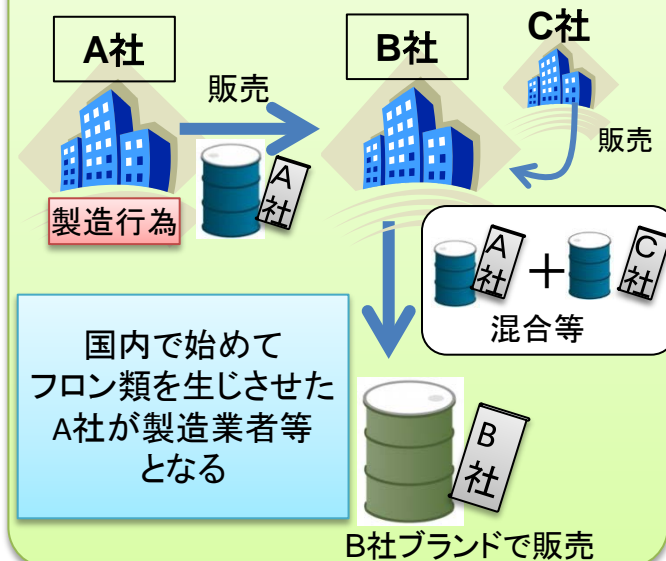 A社
B社
C社
販売
販売
A
社
製造行為
A
社
＋
C
社
混合等
国内で始めて
フロン類を生じさせた
A社が製造業者等
となる
B
社
B社ブランドで販売